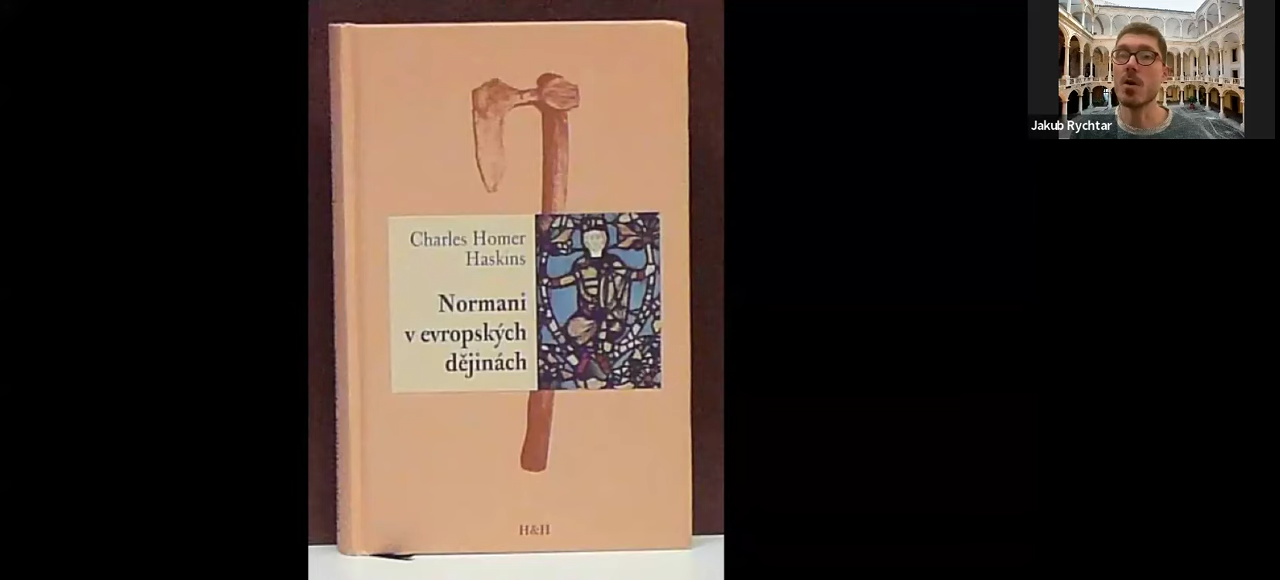 Charles Homer
Haskins
Normani
v evropských
dějinách
H&H
Jakub Rychtar